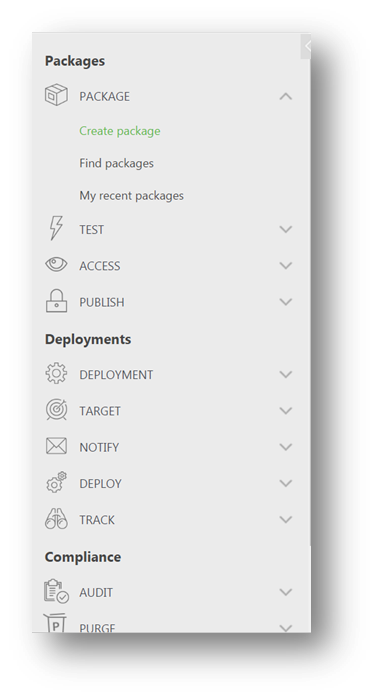 Packages
PACKAGE
Create package
Find packages
My recent packages
TEST
ACCESS
PUBLISH
Deployments
DEPLOYMENT
TARGET
NOTIFY
DEPLOY
TRACK
Compliance
AUDIT
P PURGE